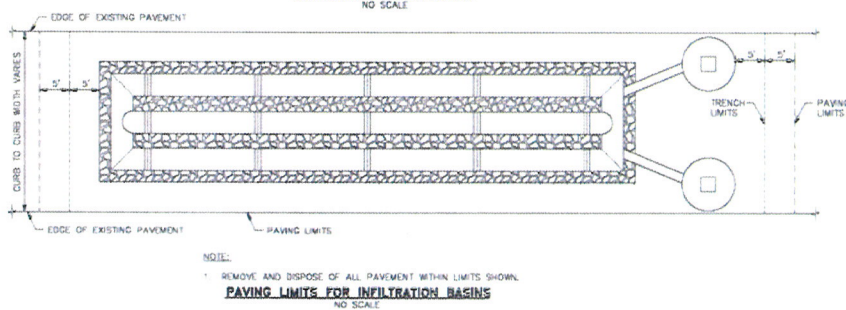 NO SCALE
EDGE OF EXISTING PAVEMENT
CURB TO CURB WIDTH VARIES
5'
5'
5'
5'
TRENCH
LIMITS
PAVING
LIMITS
EDGE OF EXISTING PAVEMENT
PAVING LIMITS
NOTE:
REMOVE AND DISPOSE OF ALL PAVEMENT WITHIN LIMITS SHOWN.
PAVING LIMITS FOR INFILTRATION BASINS
NO SCALE